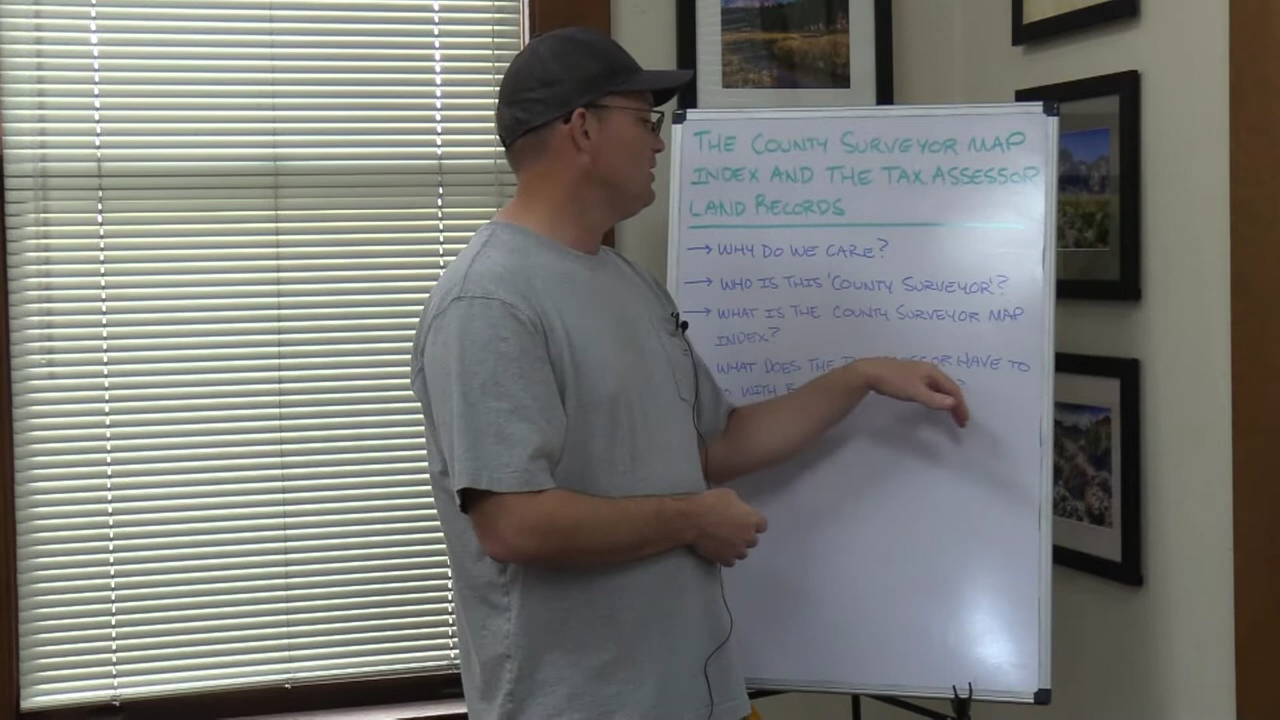 THE COUNTY SURVEYOR MAP
INDEX AND THE TAX ASSESSOR
LAND RECORDS
→ WHY DO WE CARE?
→ WHO IS THIS 'COUNTY SURVEYOR'?
→ WHAT IS THE COUNTY SURVEYOR MAP
INDEX?
WHAT DOES THE HAVE TO
WITH ?